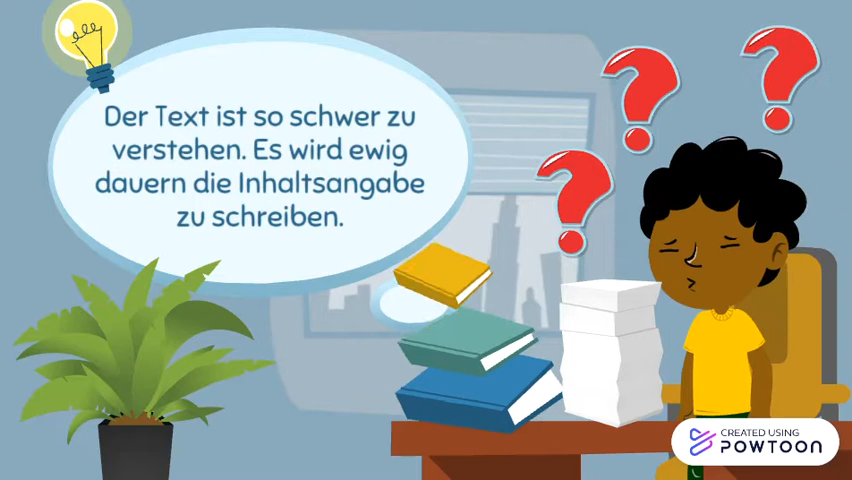 Der Text ist so schwer zu
verstehen. Es wird ewig
dauern die Inhaltsangabe
zu schreiben.
CREATED USING
POWTOON